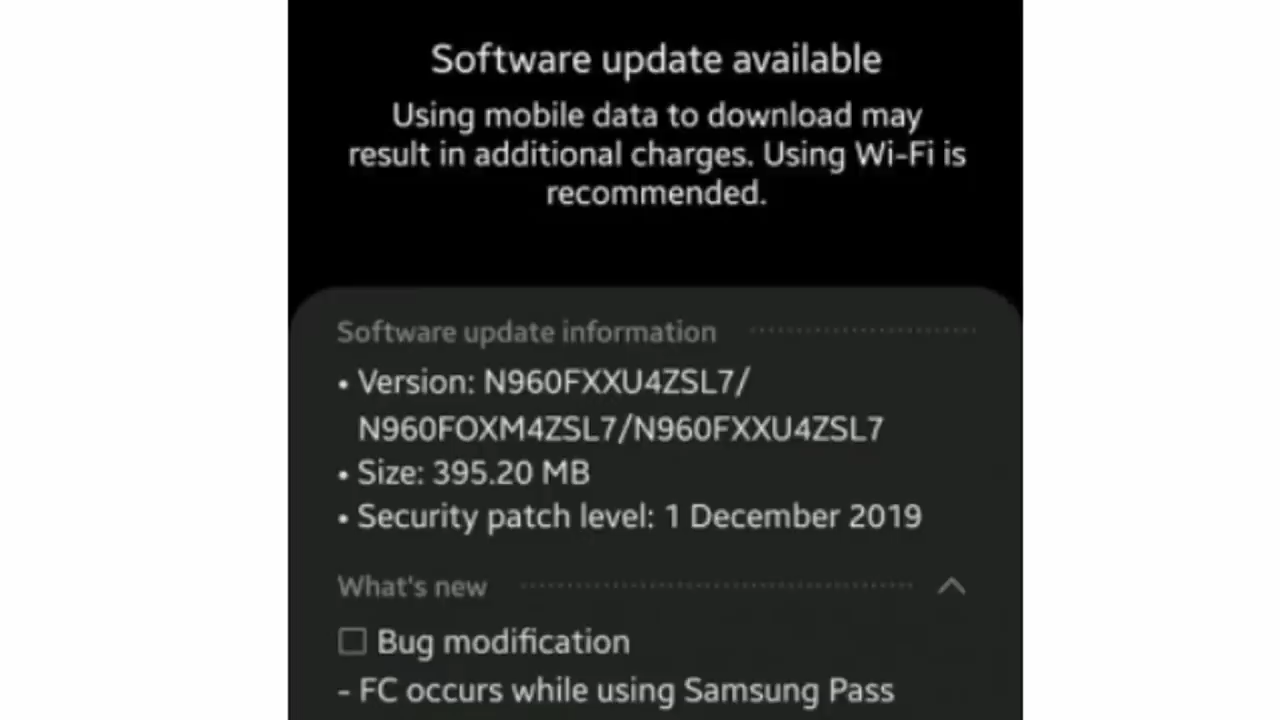 Software update available
Using mobile data to download may
result in additional charges. Using Wi-Fi is
recommended.
Software update information
• Version: N960FXXU4ZSL7/
N960FOXM4ZSL7/N960FXXU4ZSL7
• Size: 395.20 MB
• Security patch level: 1 December 2019
What's new
☐ Bug modification
- FC occurs while using Samsung Pass